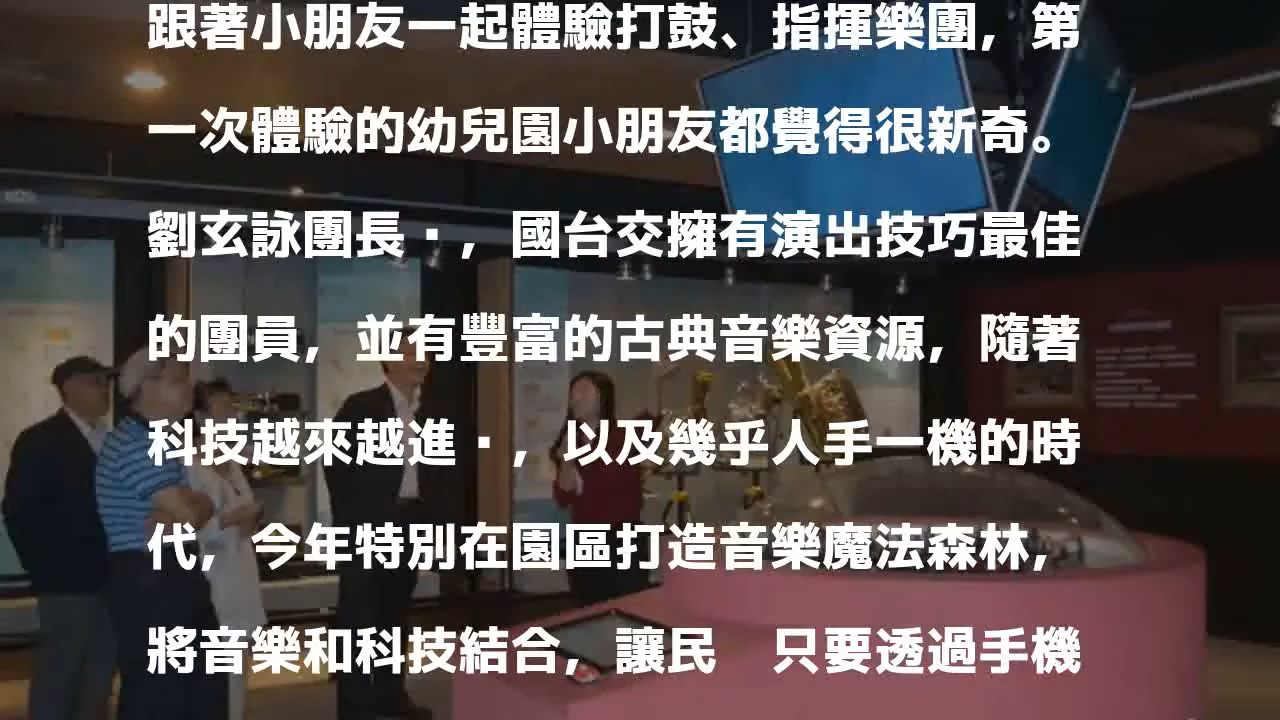 跟著小朋友一起體驗打鼓、指揮樂團，第
一次體驗的幼兒園小朋友都覺得很新奇。
劉玄詠團長·，國台交擁有演出技巧最佳
的團員，並有豐富的古典音樂資源，隨著
科技越來越進·，以及幾乎人手一機的時
代，今年特別在園區打造音樂魔法森林，
將音樂和科技結合，讓民　只要透過手機